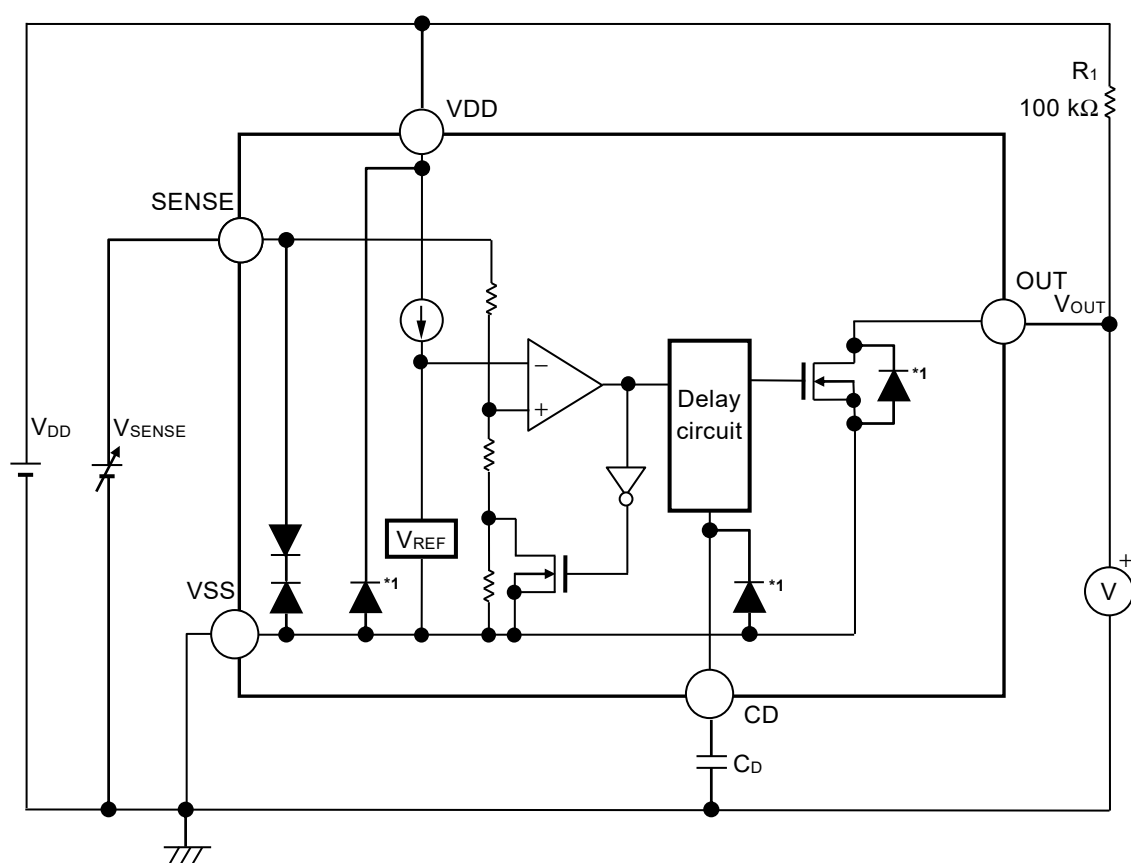 R1
100 kΩ
VDD
SENSE
OUT
VOUT
*1
Delay
circuit
VDD
VSENSE
−
+
VREF
*1
*1
VSS
+
V
CD
CD